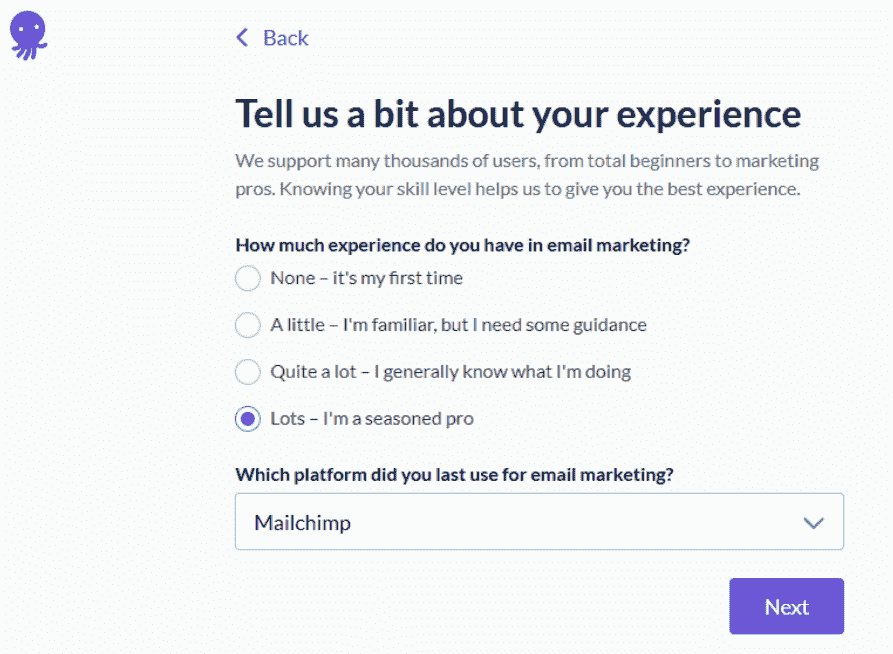 Back
Tell us a bit about your experience
We support many thousands of users, from total beginners to marketing
pros. Knowing your skill level helps us to give you the best experience.
How much experience do you have in email marketing?
None – it's my first time
A little – I'm familiar, but I need some guidance
Quite a lot – I generally know what I'm doing
Lots – I'm a seasoned pro
Which platform did you last use for email marketing?
Mailchimp
Next